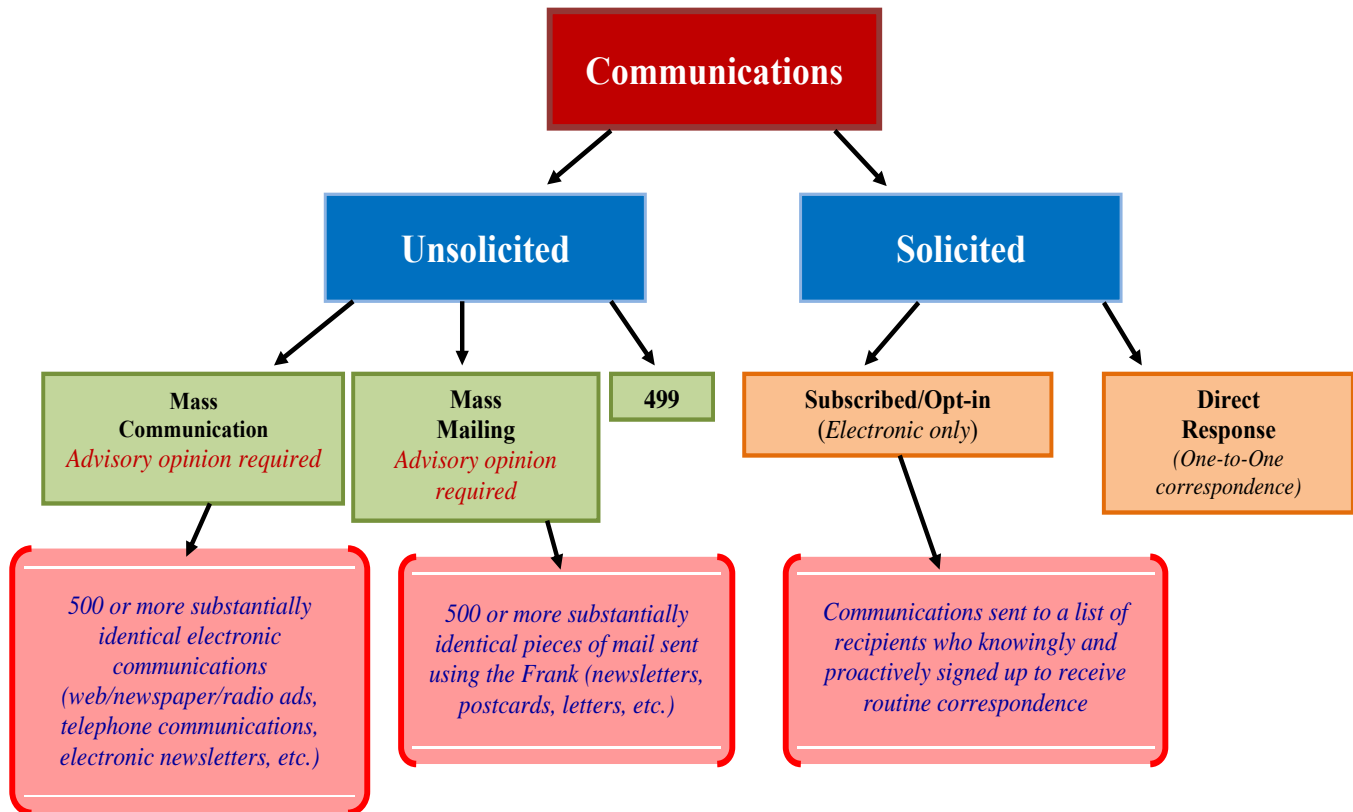 Communications
Unsolicited
Solicited
Mass
Communication
Advisory opinion required
Mass
Mailing
Advisory opinion
required
499
Subscribed/Opt-in
(Electronic only)
Direct
Response
(One-to-One
correspondence)
500 or more substantially
identical electronic
communications
(web/newspaper/radio ads,
telephone communications,
electronic newsletters, etc.)
500 or more substantially
identical pieces of mail sent
using the Frank (newsletters,
postcards, letters, etc.)
Communications sent to a list of
recipients who knowingly and
proactively signed up to receive
routine correspondence